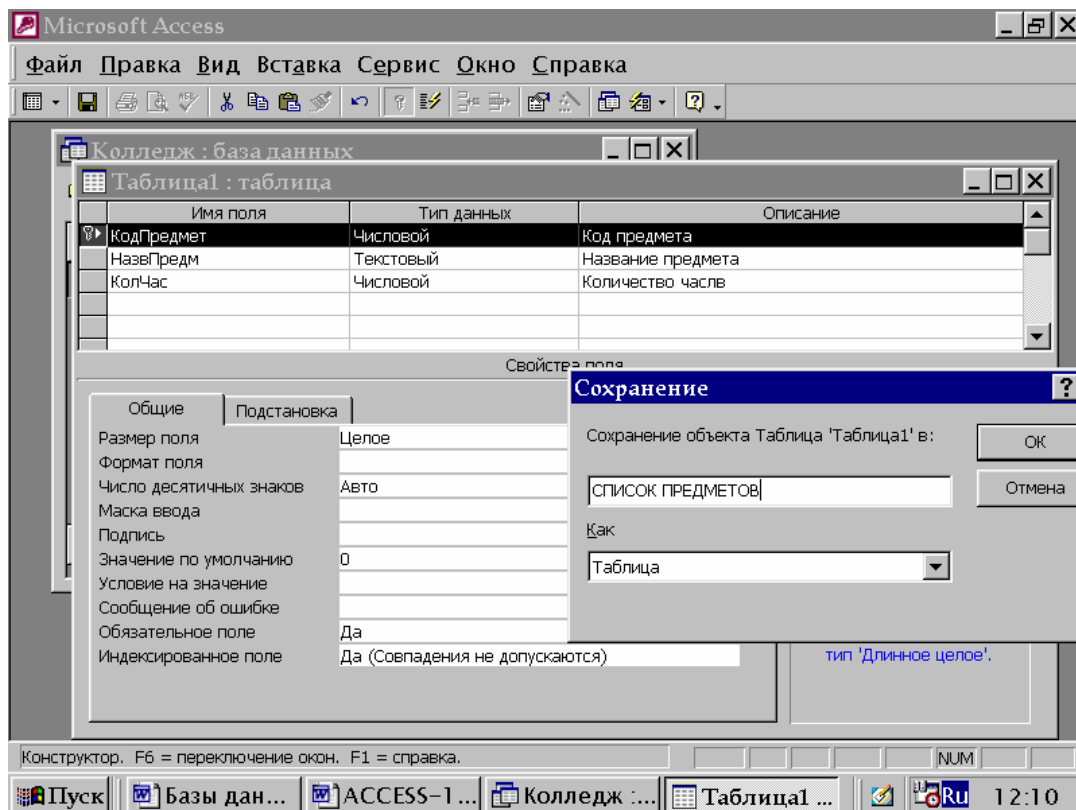 Microsoft Access
Файл Правка Вид Вставка Сервис Окно Справка
Колледж : база данных
Таблица1 : таблица
Имя поля Тип данных Описание
КодПредмет Числовой Код предмета
НазвПредм Текстовый Название предмета
КолЧас Числовой Количество часлв
Свойства поля
Общие Подстановка
Размер поля Целое
Формат поля
Число десятичных знаков Авто
Маска ввода
Подпись
Значение по умолчанию 0
Условие на значение
Сообщение об ошибке
Обязательное поле Да
Индексированное поле Да (Совпадения не допускаются)
Сохранение
Сохранение объекта Таблица 'Таблица1' в:
ОК
СПИСОК ПРЕДМЕТОВ
Отмена
Как
Таблица
тип 'Длинное целое'.
Конструктор. F6 = переключение окон. F1 = справка.
NUM
Пуск Базы дан... ACCESS-1... Колледж :... Таблица1 ... Ru 12:10